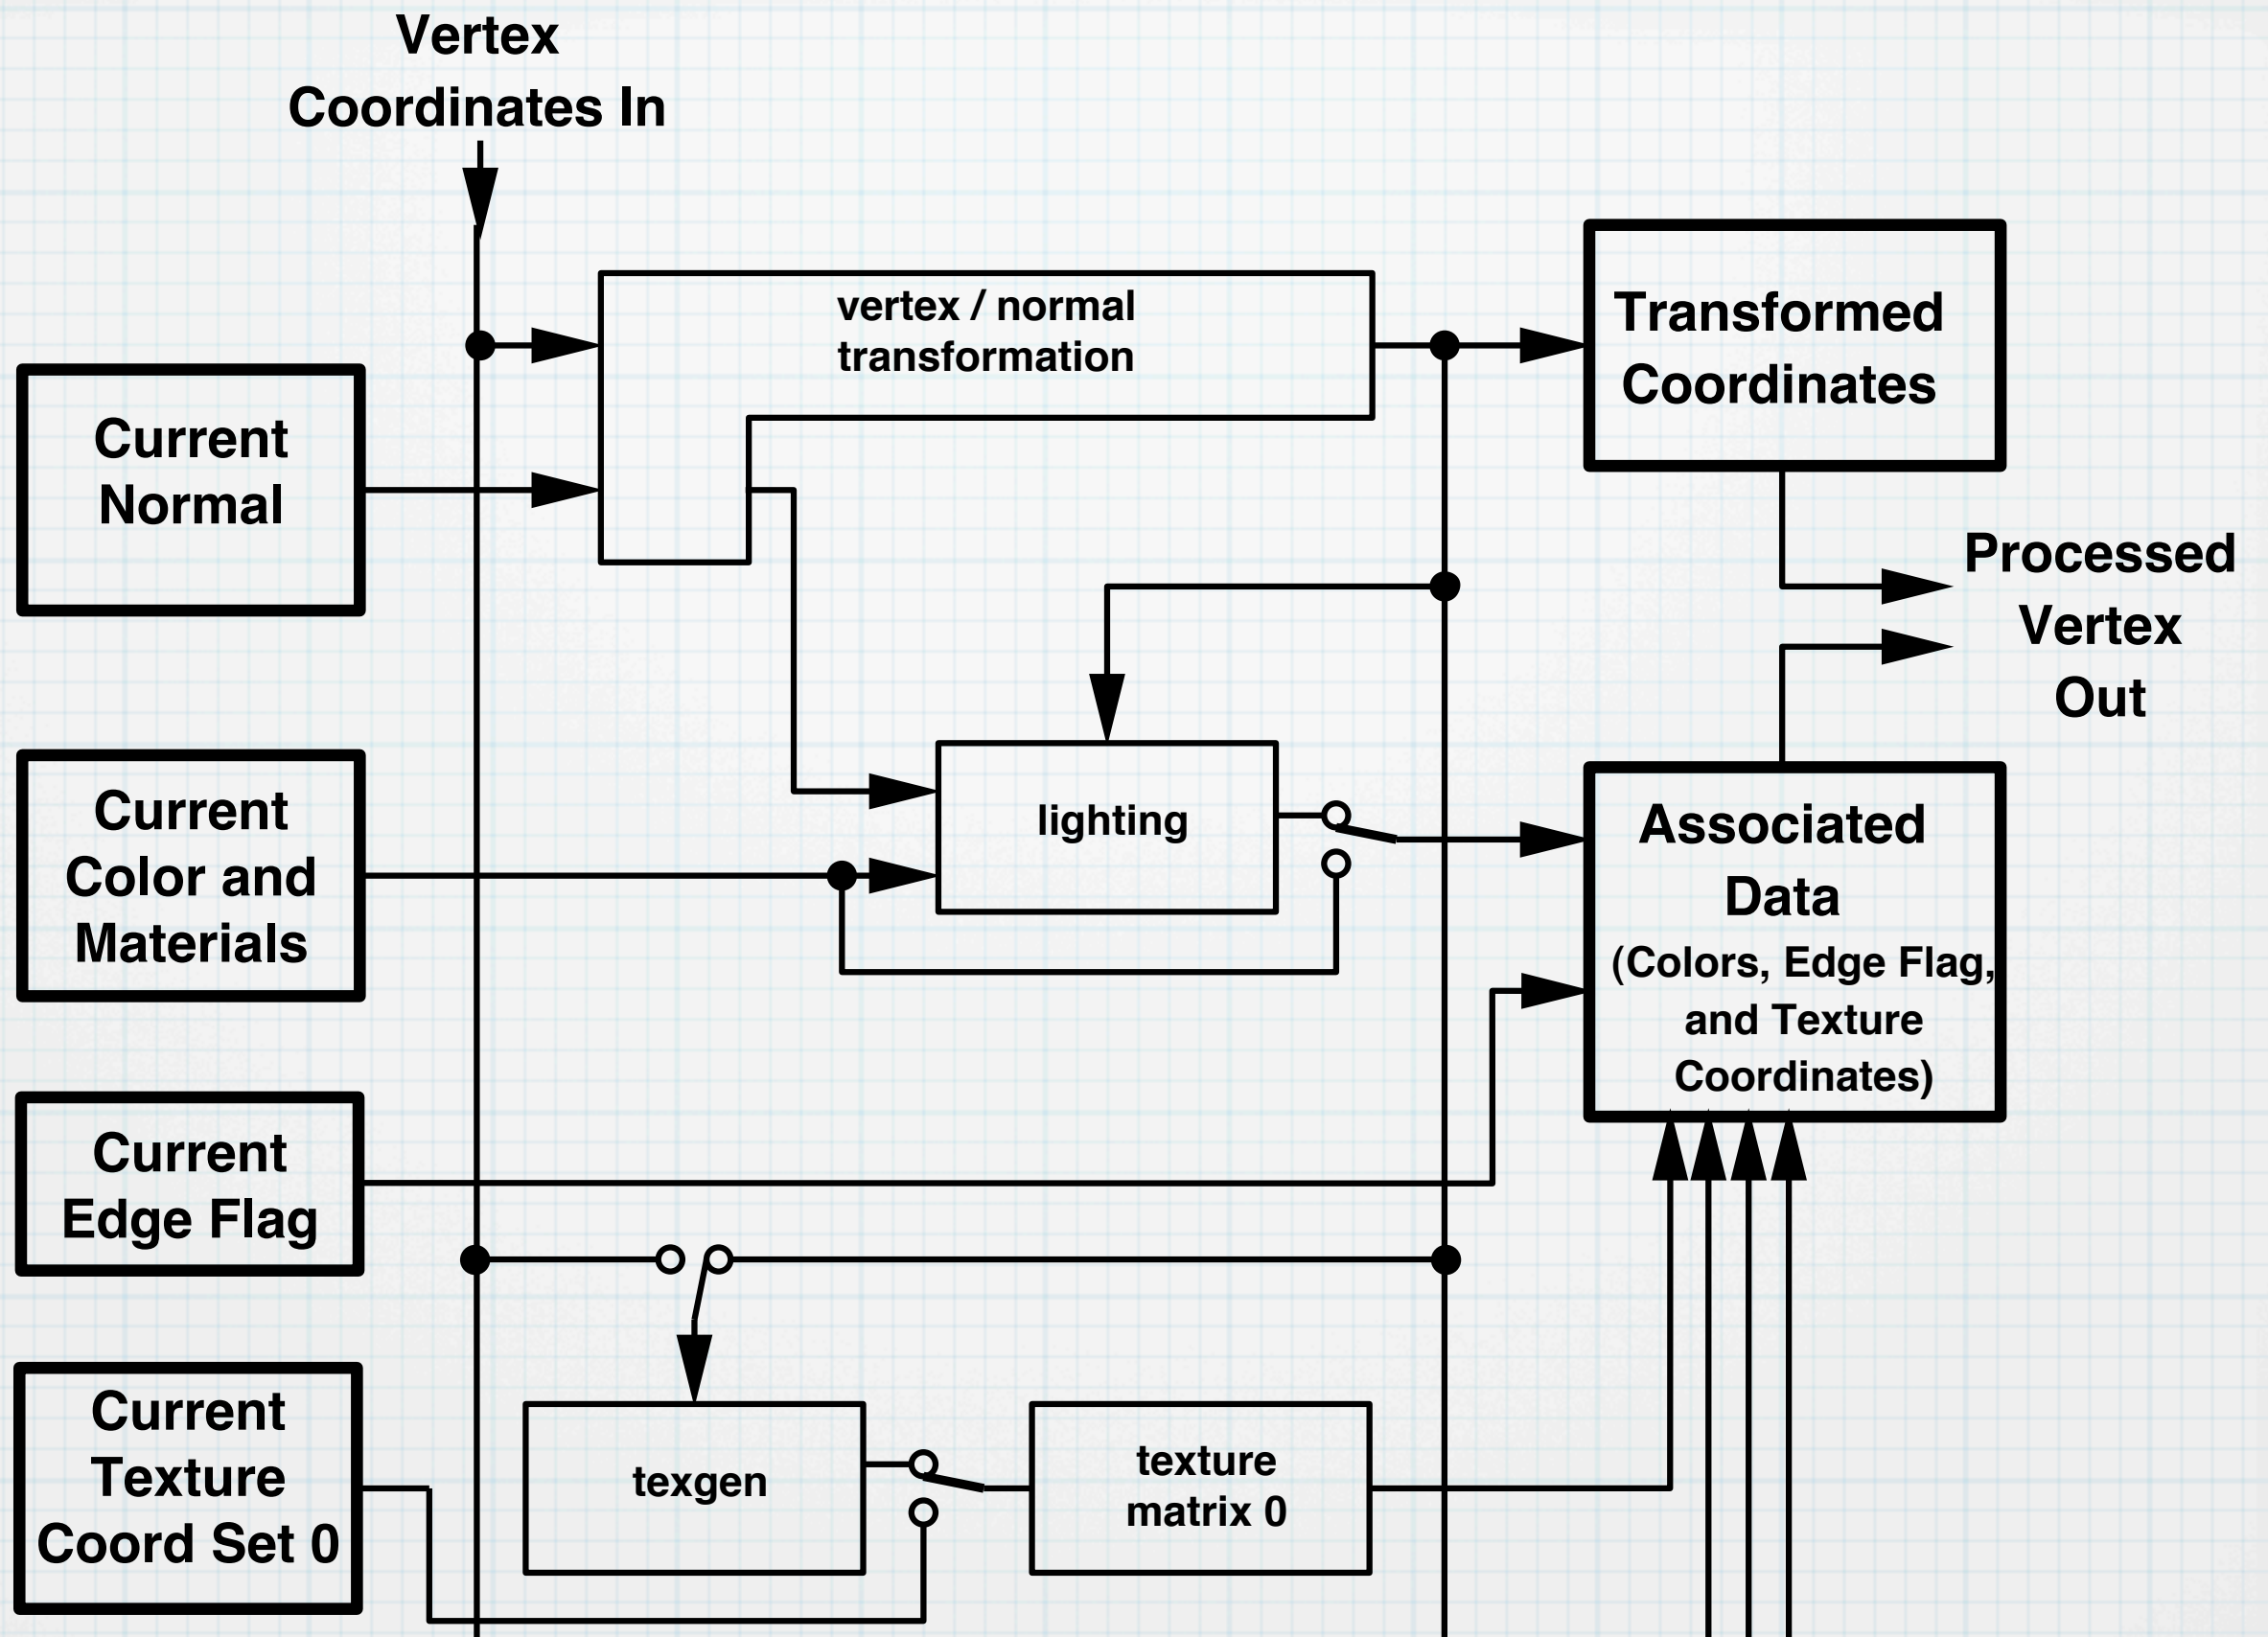 Vertex
Coordinates In
vertex / normal
transformation
Transformed
Coordinates
Current
Normal
Processed
Vertex
Out
Current
Color and
Materials
lighting
Associated
Data
(Colors, Edge Flag,
and Texture
Coordinates)
Current
Edge Flag
Current
Texture
Coord Set 0
texgen
texture
matrix 0